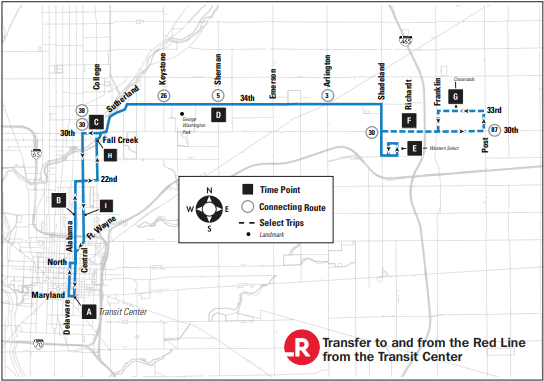 465
College
Keystone
Sherman
Emerson
Arlington
Shadeland
Richardt
Franklin
Crossroads
G
26
5
3
34th
Sutherland
38
30
C
D
George
Washington
Park
F
33rd
87
30th
Post
30th
Fall Creek
H
30
E
Western Select
65
22nd
B
I
Ft. Wayne
Alabama
Central
North
Maryland
Delaware
A
Transit Center
70
N
W
E
S
Time Point
Connecting Route
Select Trips
Landmark
LR
Transfer to and from the Red Line
from the Transit Center